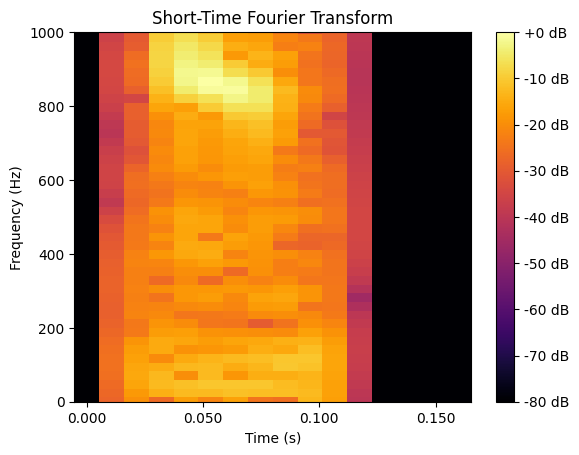 Short-Time Fourier Transform
1000
800
600
400
200
0
Frequency (Hz)
0.000
0.050
0.100
0.150
Time (s)
+0 dB
-10 dB
-20 dB
-30 dB
-40 dB
-50 dB
-60 dB
-70 dB
-80 dB